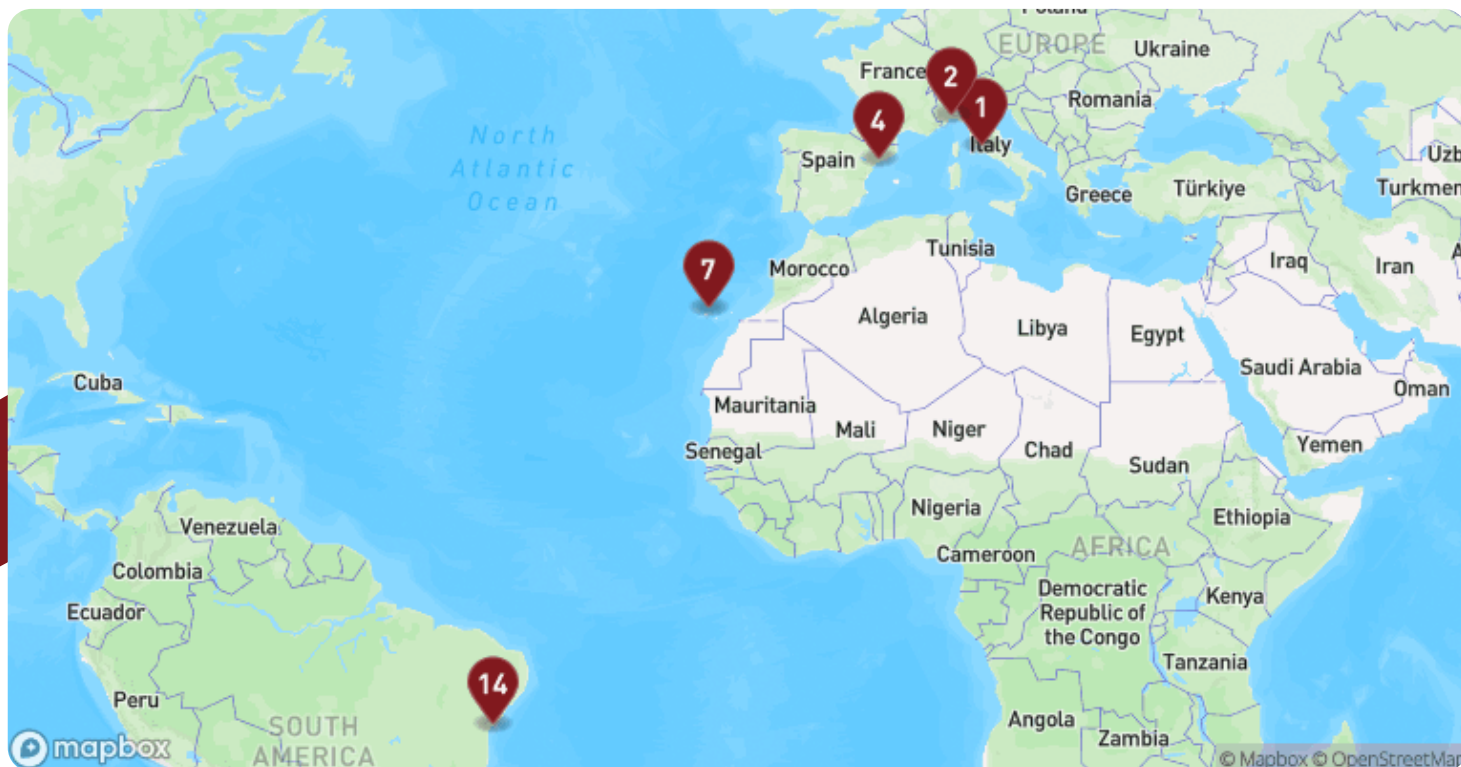 Poland
EUROPE
Ukraine
France
2
1
Romania
4
Italy
Spain
Uzb
Turkmen
Türkiye
Greece
North
Atlantic
Ocean
7
Tunisia
Morocco
Iraq
Iran
A
Algeria
Libya
Egypt
Saudi Arabia
Oman
Cuba
Mauritania
Mali
Niger
Chad
Yemen
Senegal
Sudan
Nigeria
Ethiopia
Venezuela
Cameroon
AFRICA
Colombia
Democratic
Republic of
the Congo
Kenya
Ecuador
Tanzania
14
Peru
SOUTH
AMERICA
Angola
Zambia
mapbox
© Mapbox © OpenStreetMap